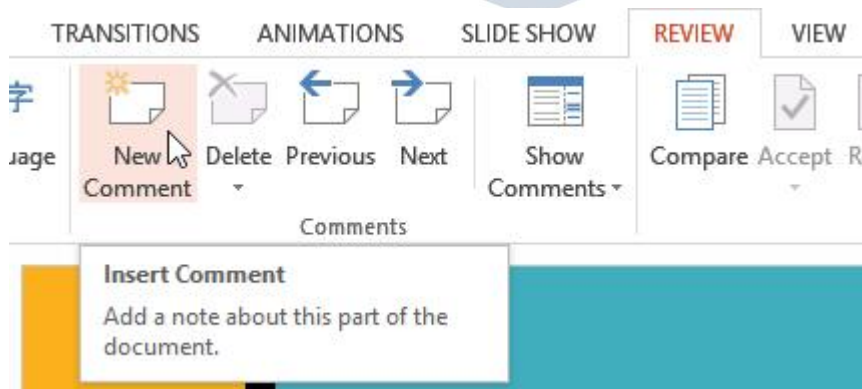 TRANSITIONS ANIMATIONS SLIDE SHOW REVIEW VIEW
字
uage New Delete Previous Next Show Compare Accept R
Comment Comments
Comments
Insert Comment
Add a note about this part of the
document.